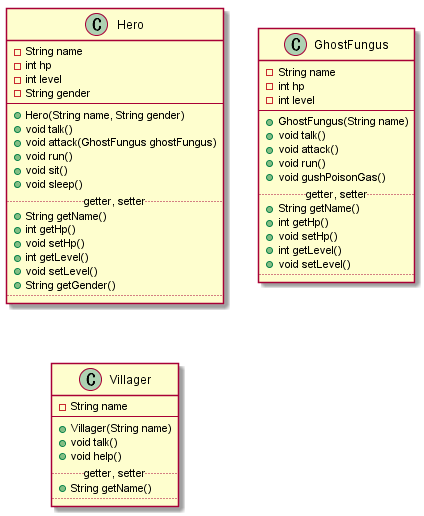 C Hero
String name
int hp
int level
String gender
Hero(String name, String gender)
void talk()
void attack(GhostFungus ghostFungus)
void run()
void sit()
void sleep()
getter, setter
String getName()
int getHp()
void setHp()
int getLevel()
void setLevel()
String getGender()
C GhostFungus
String name
int hp
int level
GhostFungus(String name)
void talk()
void attack()
void run()
void gushPoisonGas()
getter, setter
String getName()
int getHp()
void setHp()
int getLevel()
void setLevel()
C Villager
String name
Villager(String name)
void talk()
void help()
getter, setter
String getName()